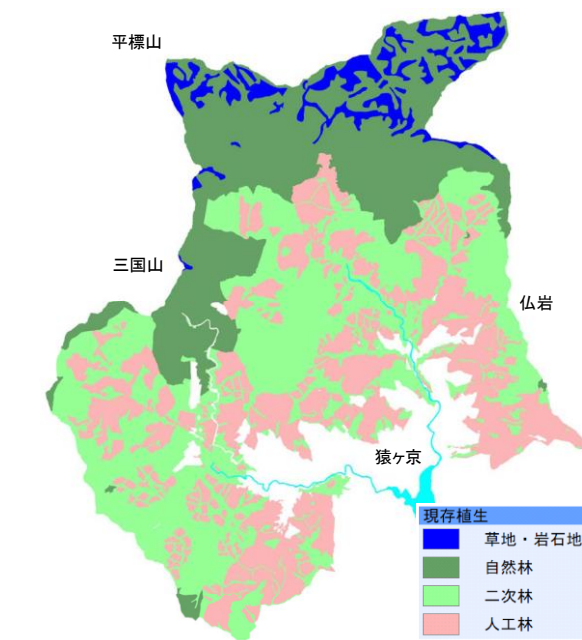 平標山
三国山
仏岩
猿ヶ京
現存植生
草地・岩石地
自然林
二次林
人工林